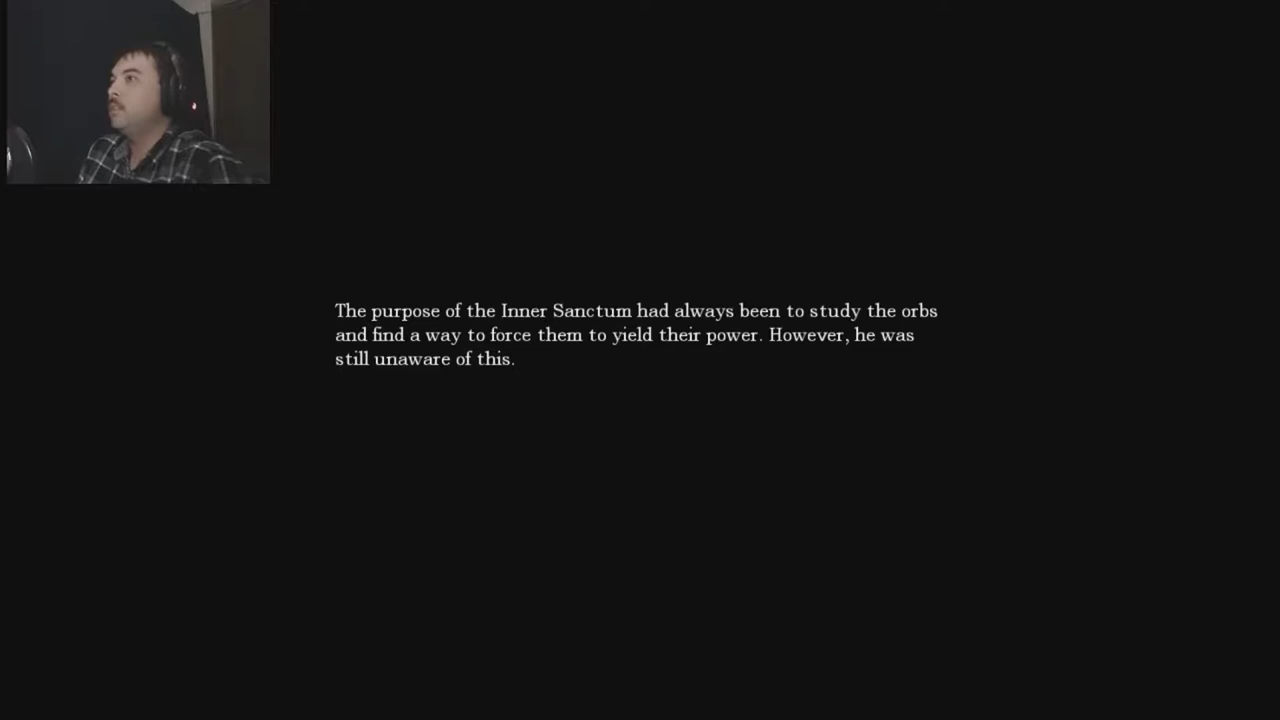 The purpose of the Inner Sanctum had always been to study the orbs
and find a way to force them to yield their power. However, he was
still unaware of this.